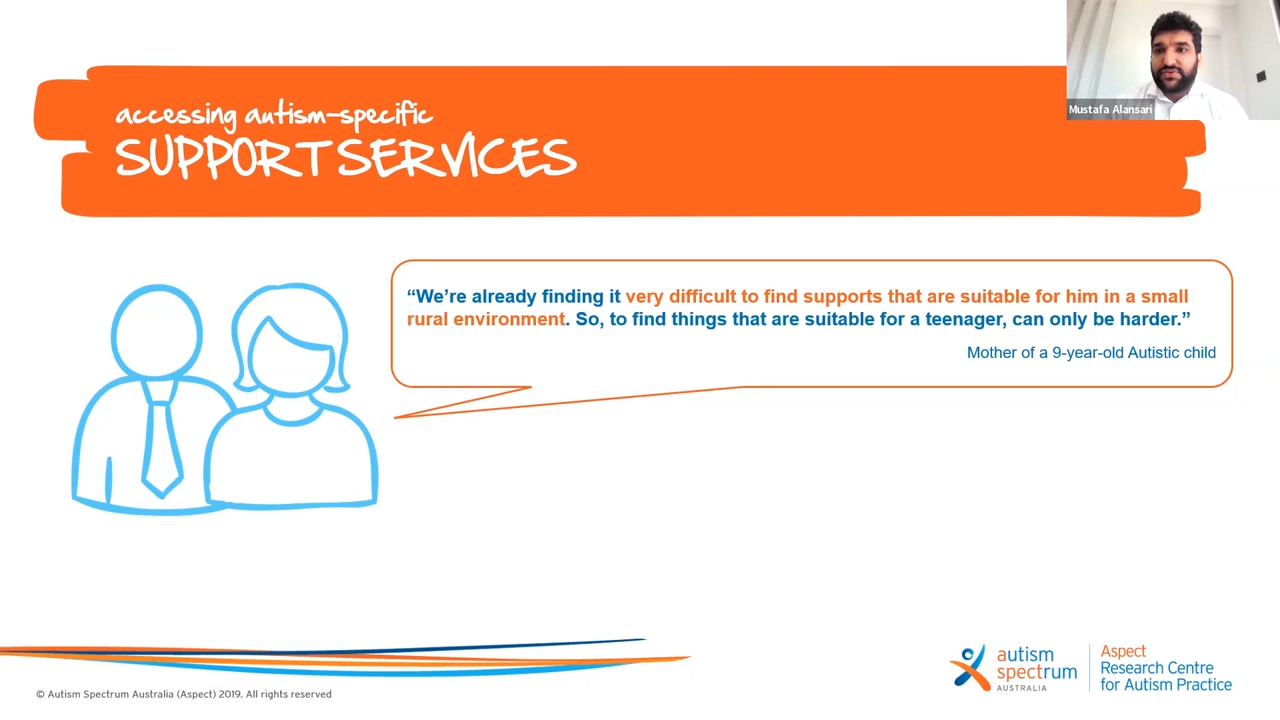 Mustafa Alansari
accessing autism-specific
SUPPORT SERVICES
“We’re already finding it very difficult to find supports that are suitable for him in a small
rural environment. So, to find things that are suitable for a teenager, can only be harder.”
Mother of a 9-year-old Autistic child
© Autism Spectrum Australia (Aspect) 2019. All rights reserved
autism
spectrum
AUSTRALIA
Aspect
Research Centre
for Autism Practice